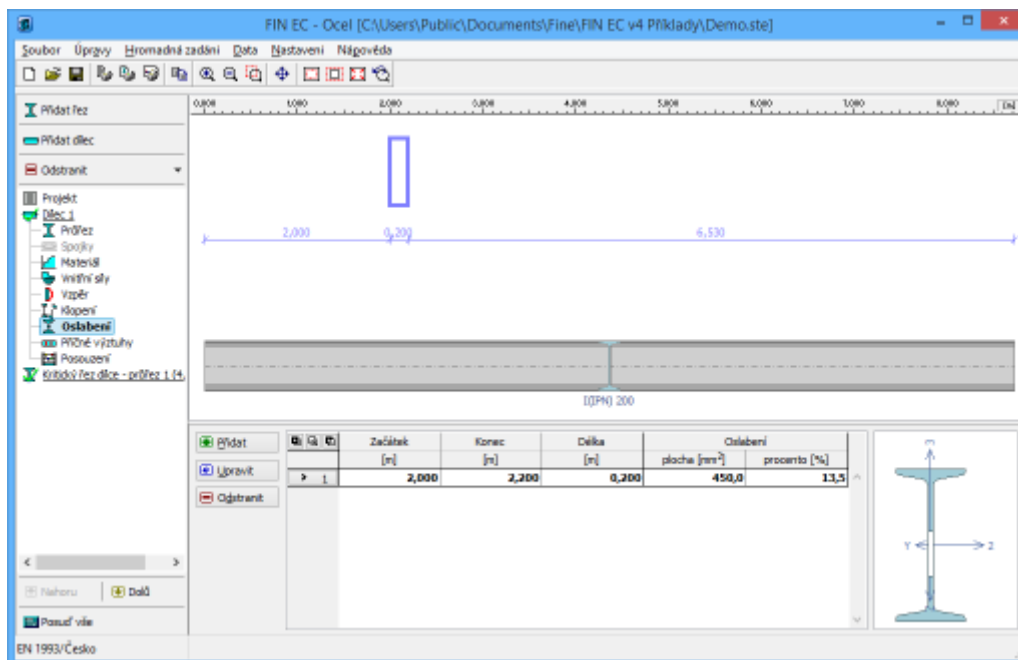 FIN EC - Ocel [C:\Users\Public\Documents\Fine\FIN EC v4 Příklady\Demo.ste]
Soubor Úpravy Hromadná zadání Data Nastavení Nápověda
Přidat řez
Přidat dílec
Odstranit
Projekt
Dílec 1
Průřez
Spojky
Materiál
Vnitřní síly
Vzpěr
Klopení
Oslabení
Příčné výztuhy
Posouzení
Kritický řez dílce - průřez 1 [4,
Nahoru Další
Posuď vše
EN 1993/Česko
0,000 1,000 2,000 3,000 4,000 5,000 6,000 7,000 8,000 [m]
2,000 0,200 6,530
I(IPN) 200
Přidat
Upravit
Odstranit
Začátek Konec Délka Oslabení
[m] [m] [m] plocha [mm²] procento [%]
1 2,000 2,200 0,200 450,0 13,5
Y Z